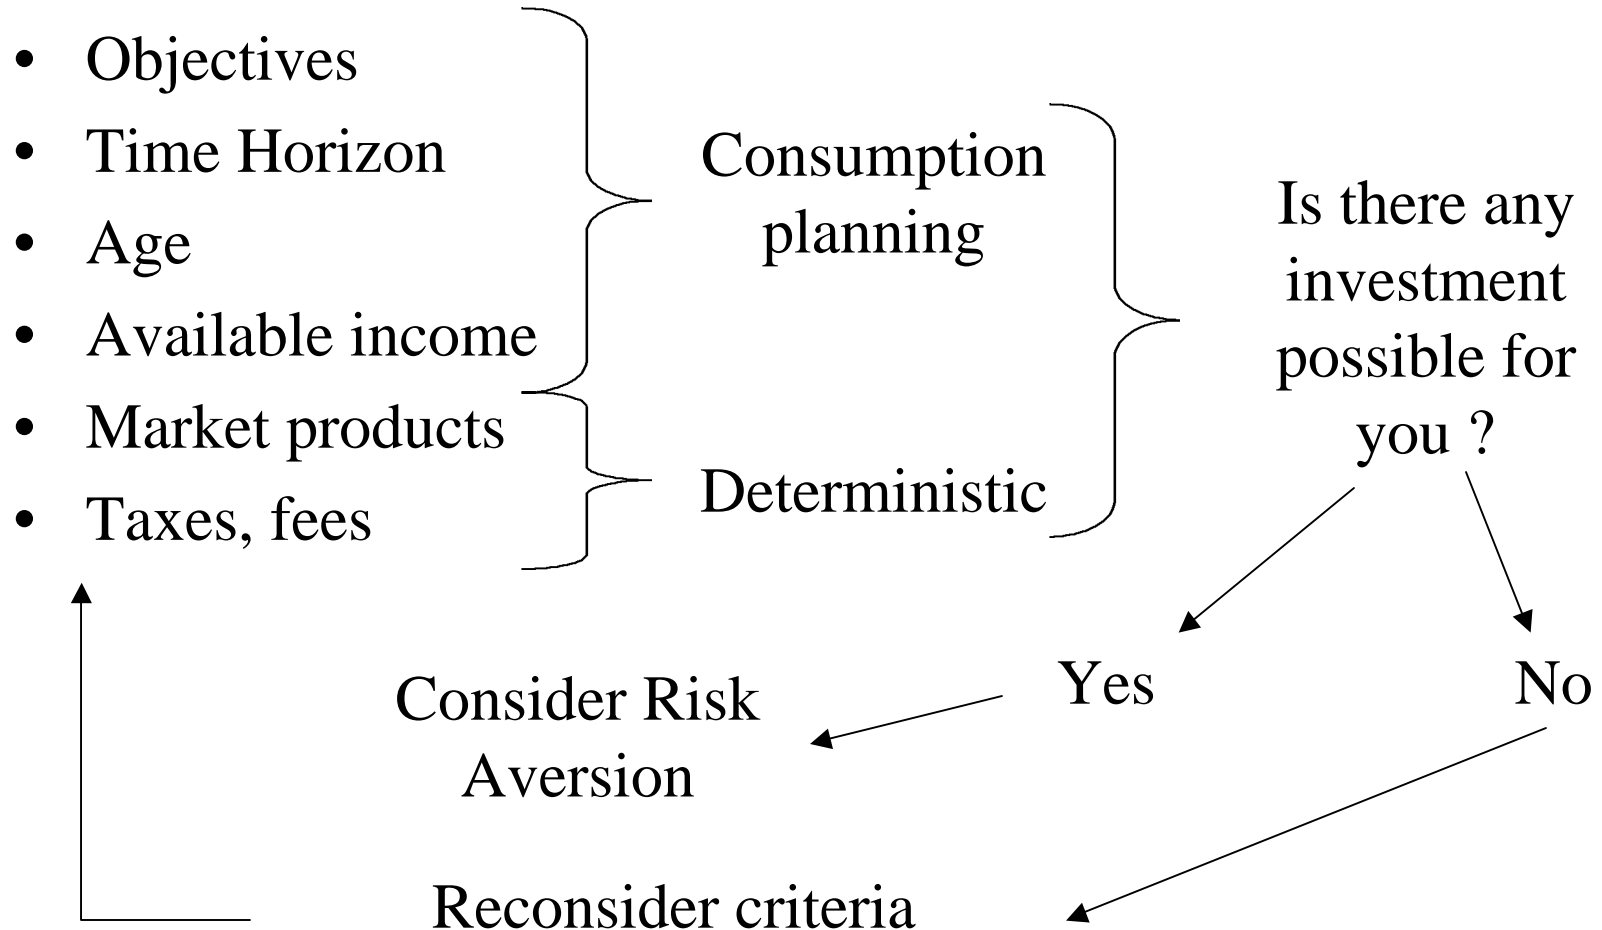 • Objectives
• Time Horizon
• Age
• Available income
• Market products
• Taxes, fees
Consumption
planning
Deterministic
Is there any
investment
possible for
you ?
Yes
No
Consider Risk
Aversion
Reconsider criteria